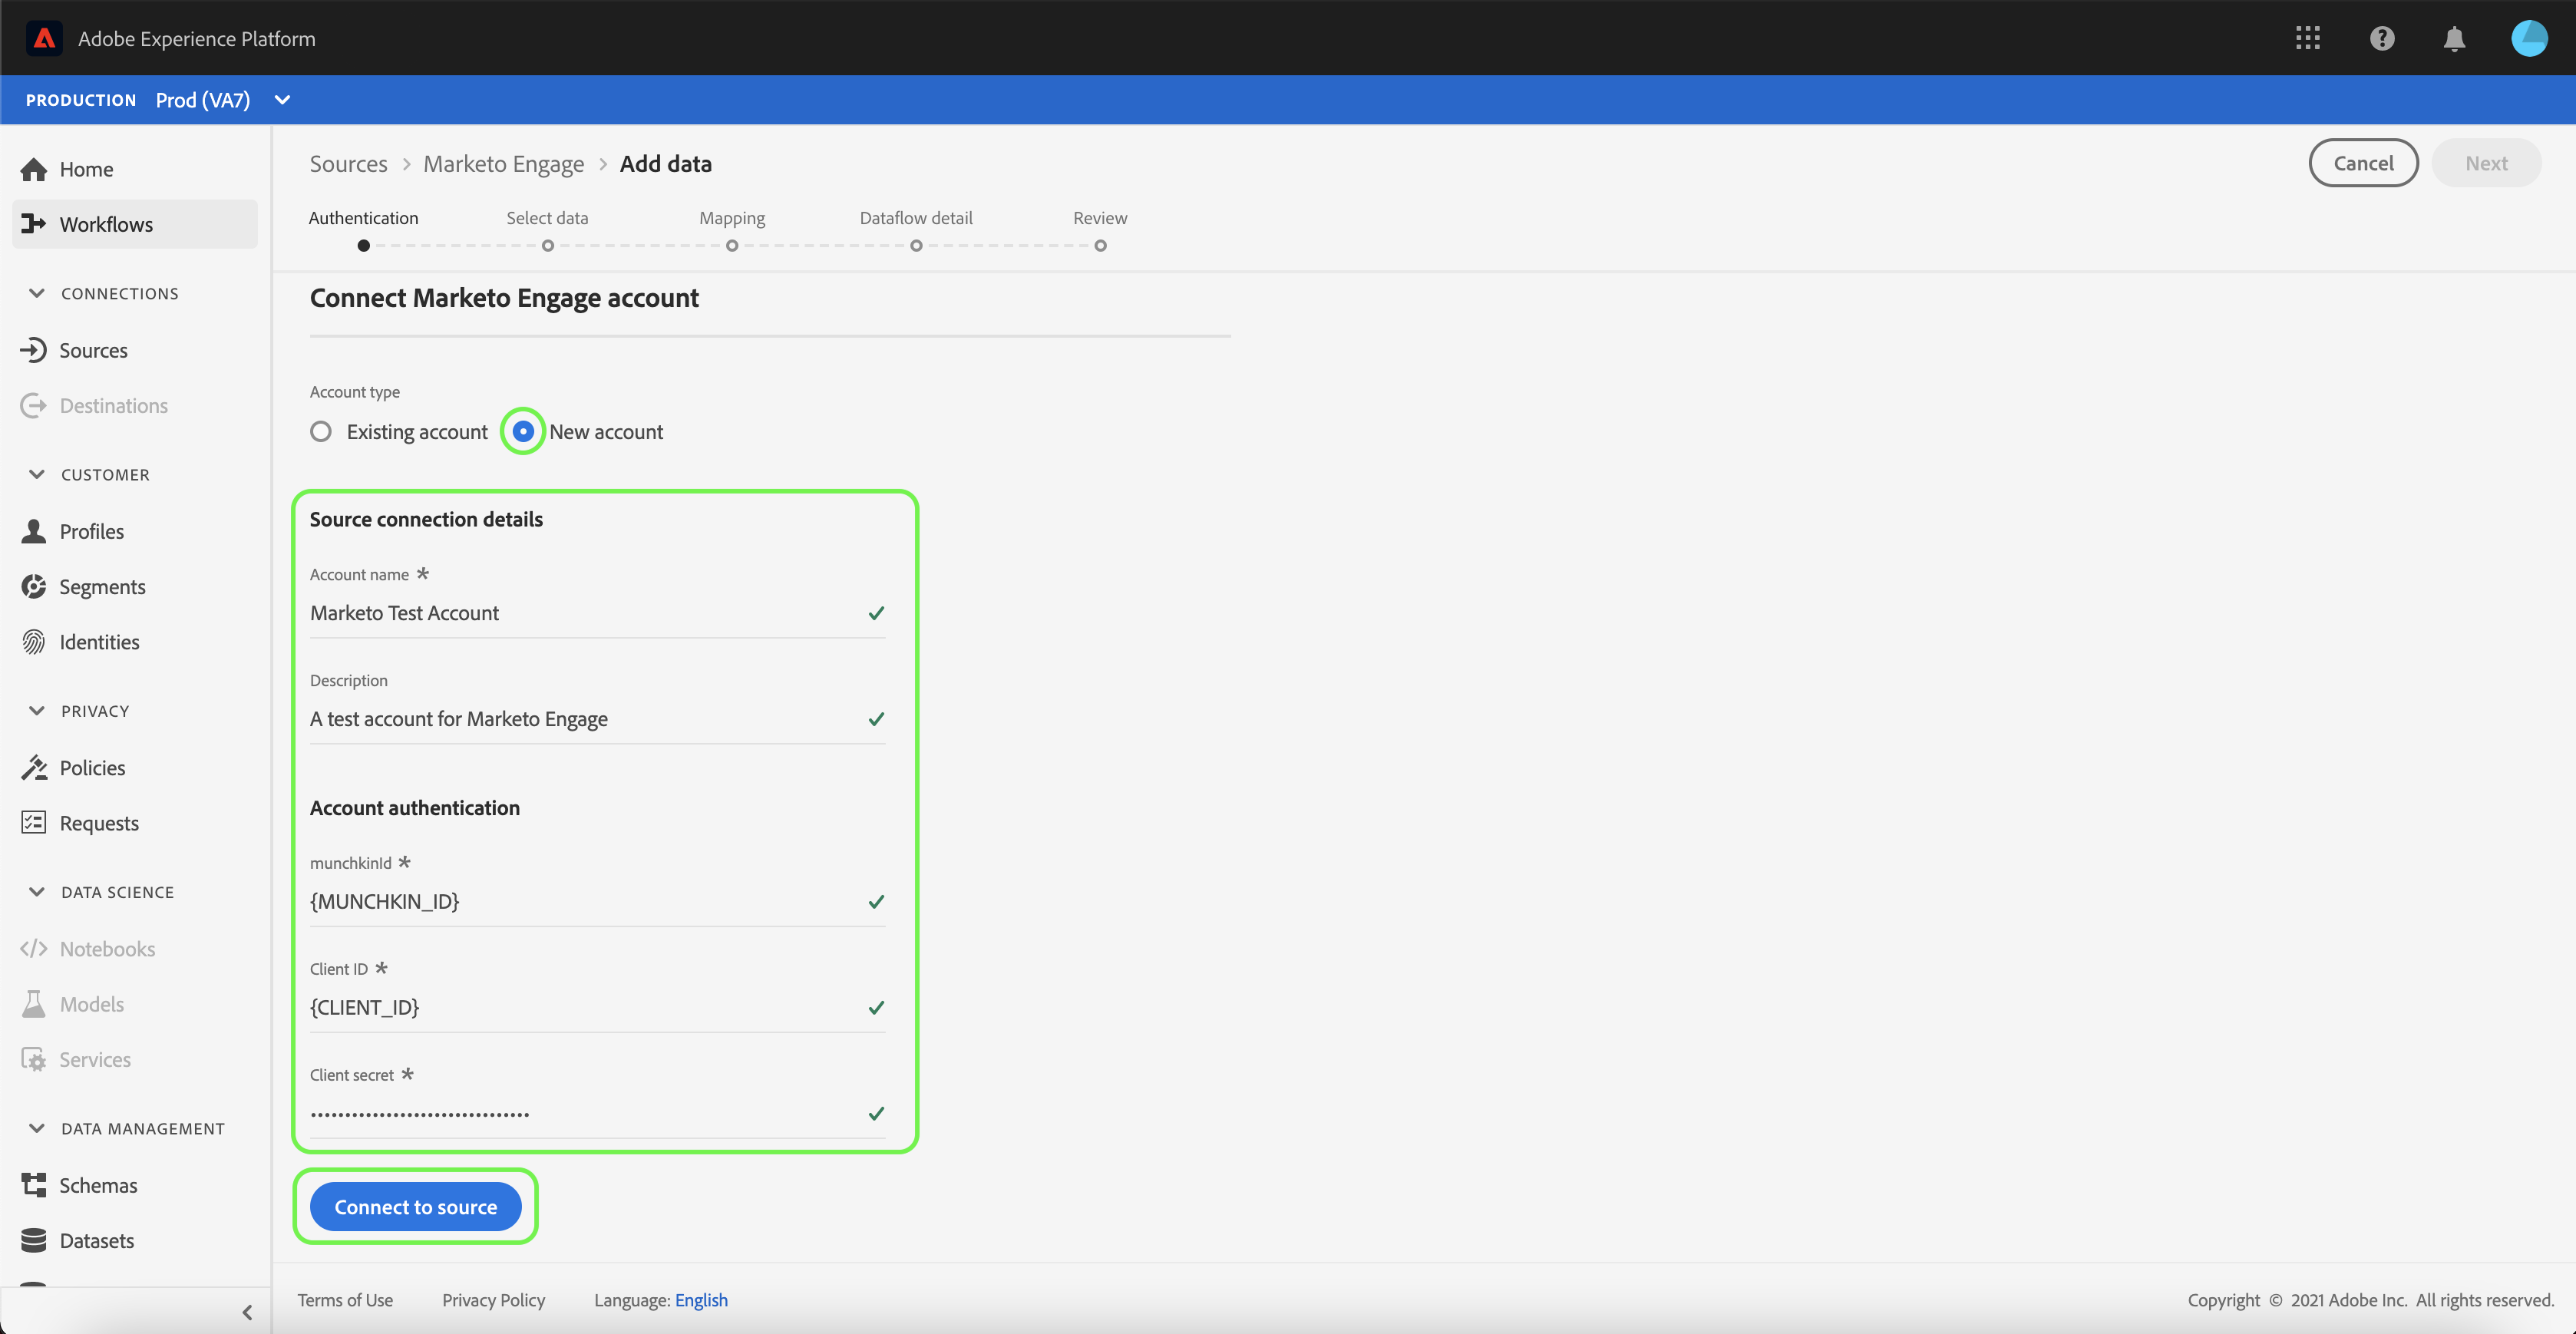 Adobe Experience Platform
PRODUCTION Prod (VA7)
Home
Workflows
CONNECTIONS
Sources
Destinations
CUSTOMER
Profiles
Segments
Identities
PRIVACY
Policies
Requests
DATA SCIENCE
Notebooks
Models
Services
DATA MANAGEMENT
Schemas
Datasets
Sources > Marketo Engage > Add data
Cancel
Next
Authentication Select data Mapping Dataflow detail Review
Connect Marketo Engage account
Account type
Existing account New account
Source connection details
Account name *
Marketo Test Account
Description
A test account for Marketo Engage
Account authentication
munchkinId *
{MUNCHKIN_ID}
Client ID *
{CLIENT_ID}
Client secret *
••••••••••••••••••••••••••••••••
Connect to source
Terms of Use Privacy Policy Language: English
Copyright © 2021 Adobe Inc. All rights reserved.